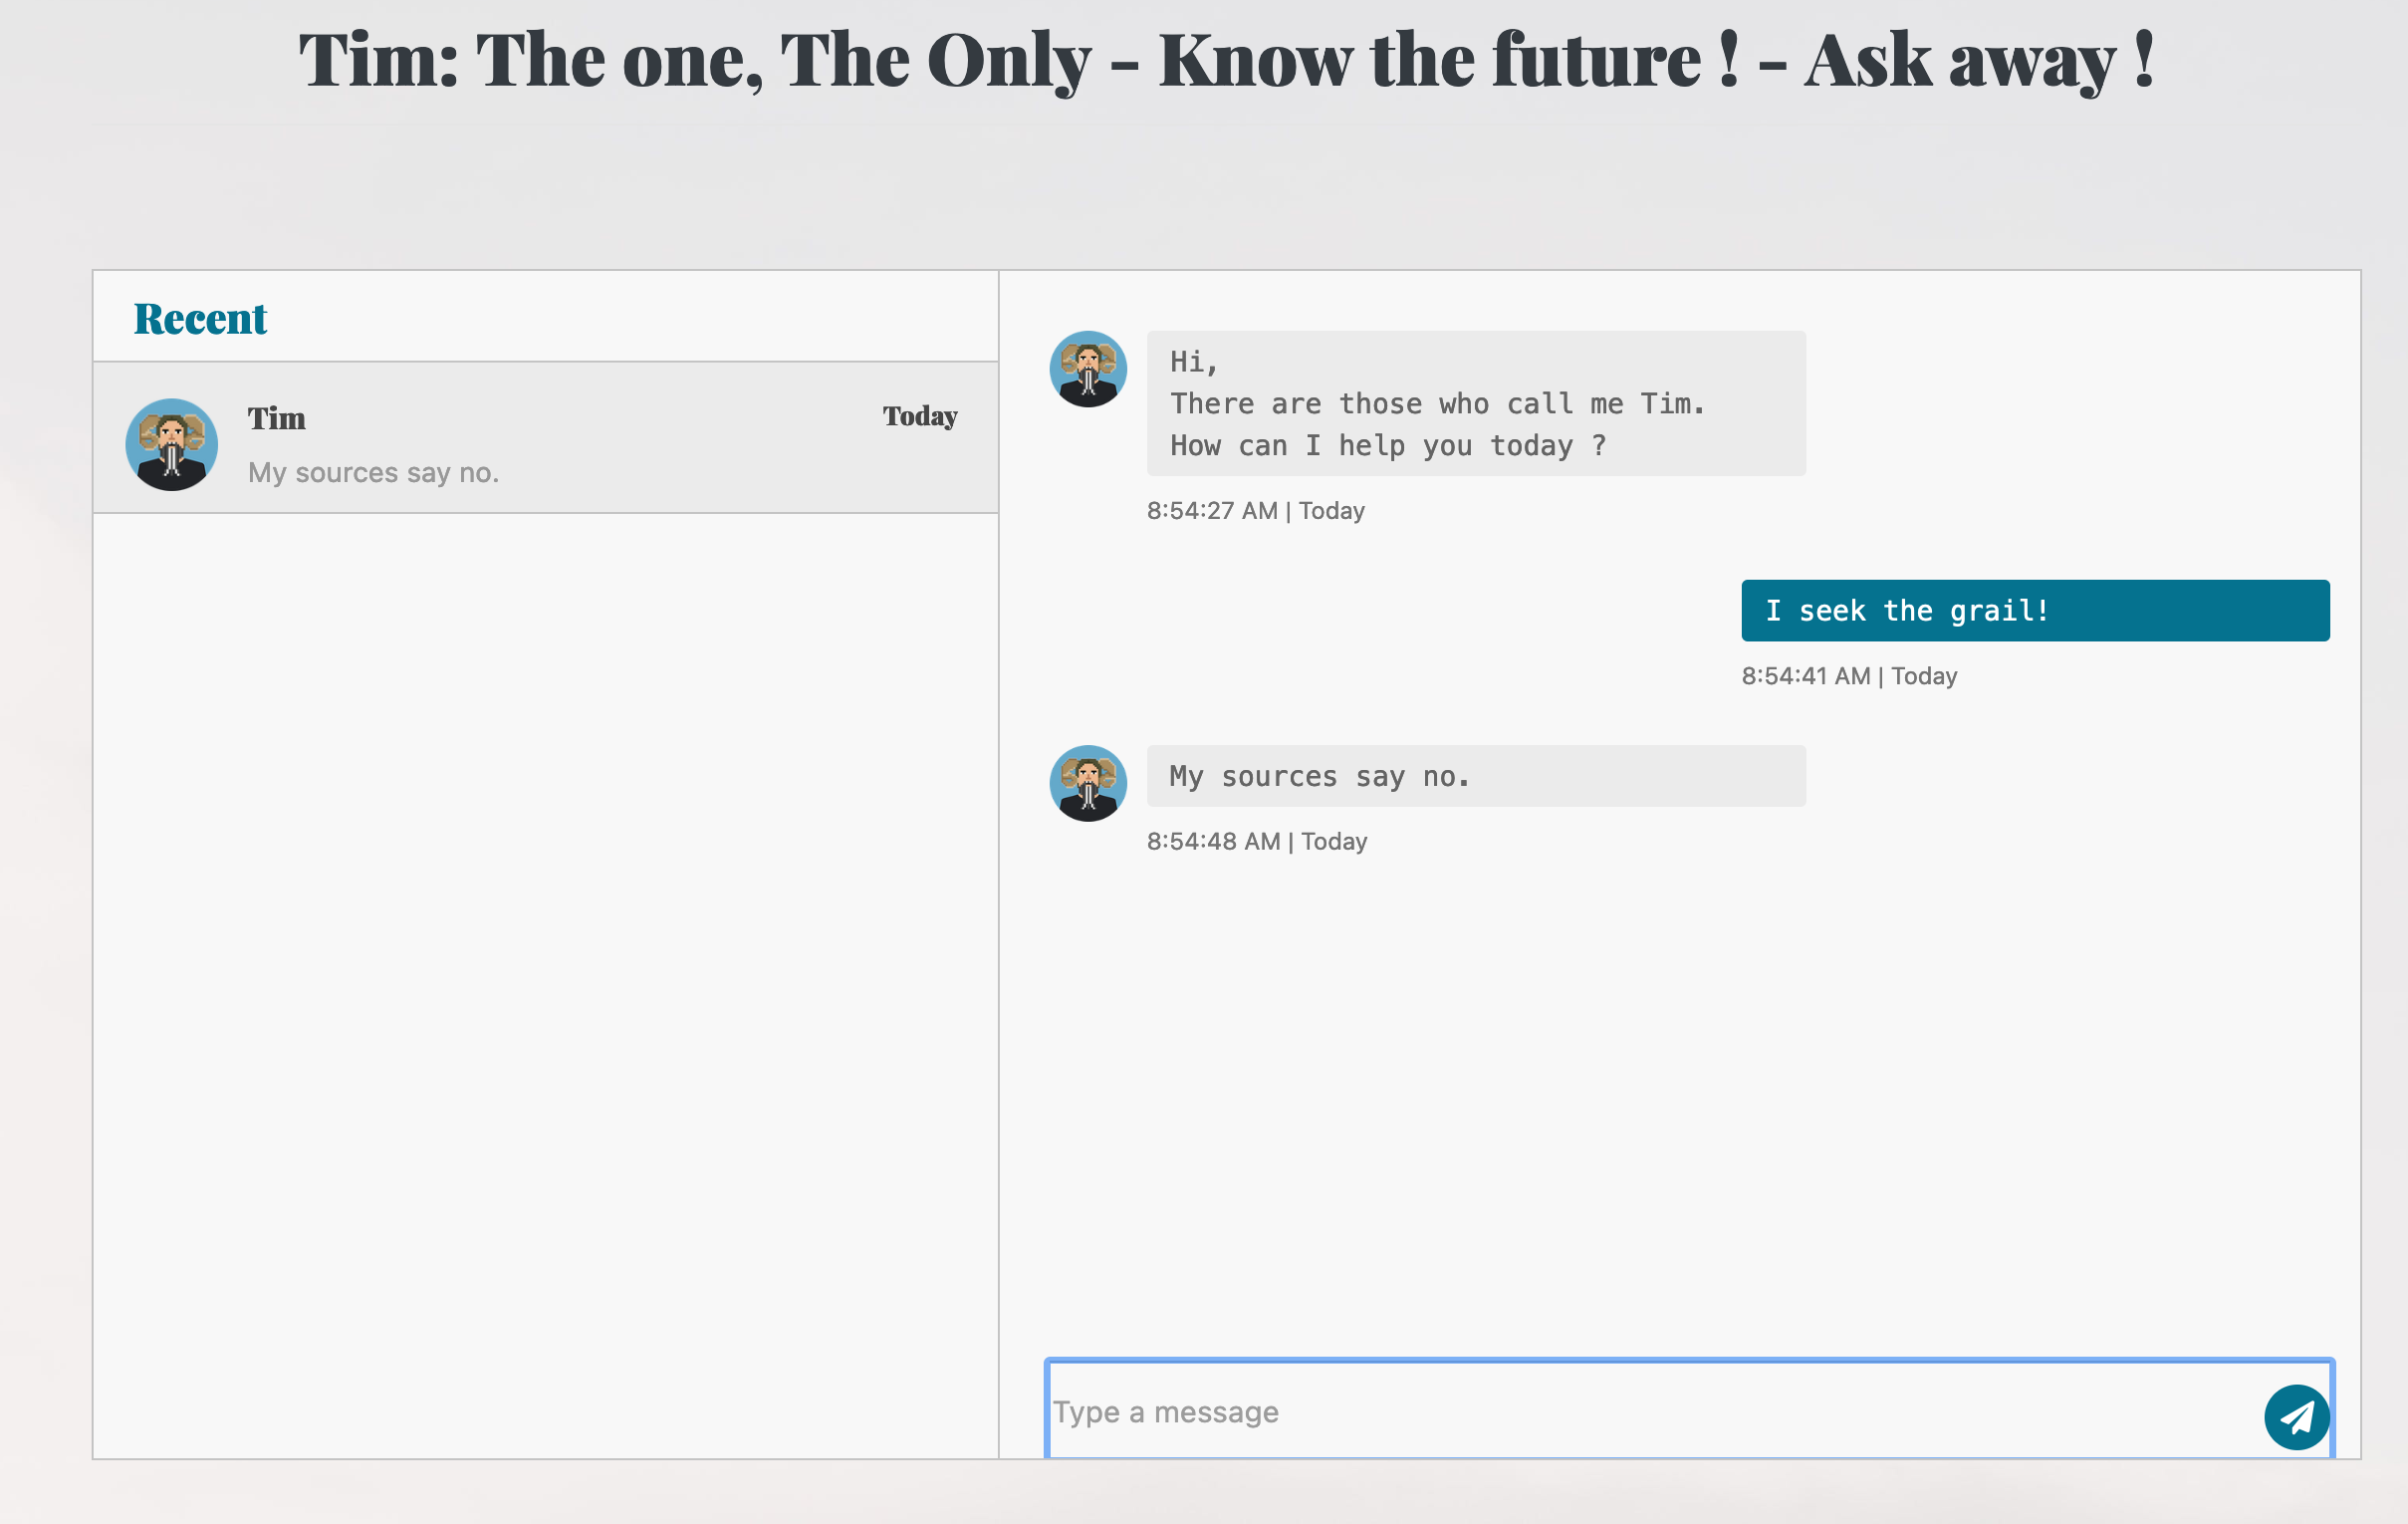 Tim: The one, The Only - Know the future ! - Ask away !
Recent
Tim
Today
My sources say no.
Hi,
There are those who call me Tim.
How can I help you today ?
8:54:27 AM | Today
I seek the grail!
8:54:41 AM | Today
My sources say no.
8:54:48 AM | Today
Type a message